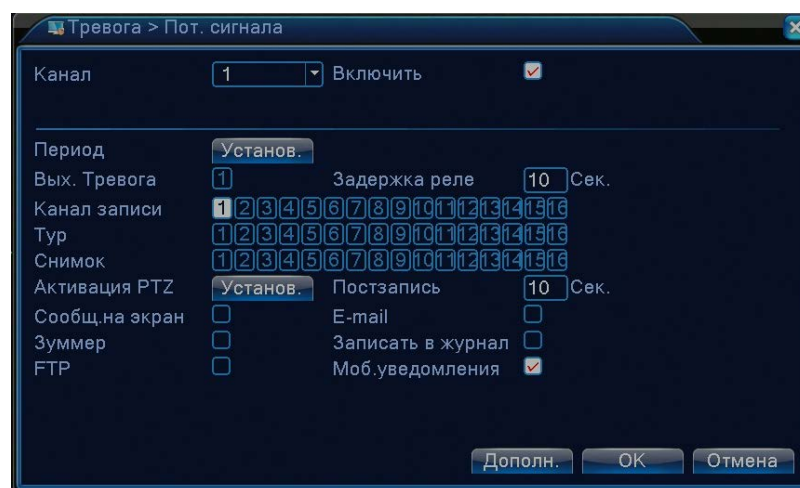 Тревога > Пот. сигнала
Канал 1 Включить
Период Установ.
Вых. Тревога 1 Задержка реле 10 Сек.
Канал записи 1 2 3 4 5 6 7 8 9 10 11 12 13 14 15 16
Тур 1 2 3 4 5 6 7 8 9 10 11 12 13 14 15 16
Снимок 1 2 3 4 5 6 7 8 9 10 11 12 13 14 15 16
Активация PTZ Установ. Постзапись 10 Сек.
Сообщ.на экран E-mail
Зуммер Записать в журнал
FTP Моб.уведомления
Дополн. OK Отмена